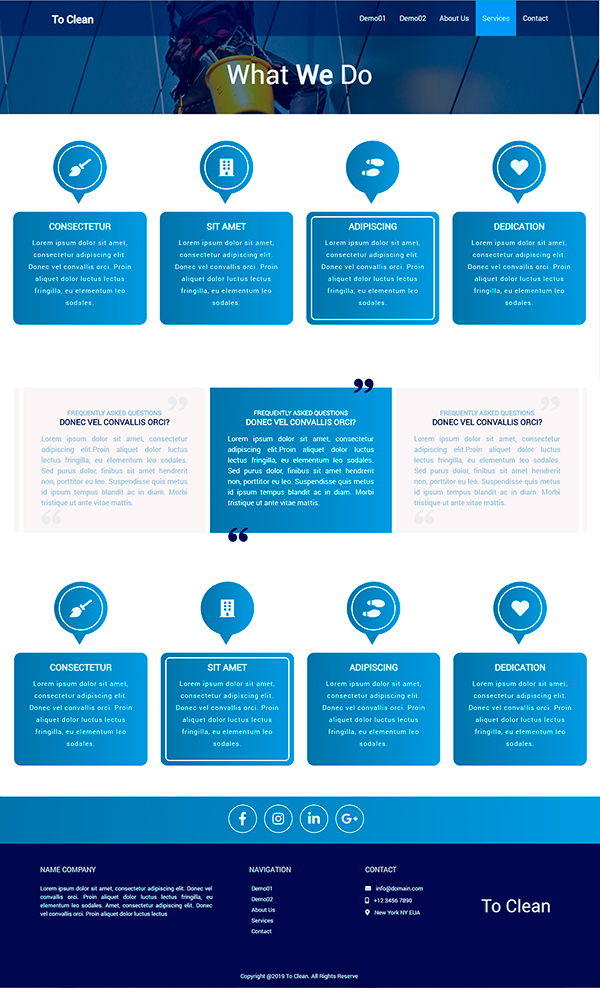 To Clean
Demo01 Demo02 About Us Services Contact
What We Do
CONSECTETUR
Lorem ipsum dolor sit amet,
consectetur adipiscing elit.
Donec vel convallis orci. Proin
aliquet dolor luctus lectus
fringilla, eu elementum leo
sodales.
SIT AMET
Lorem ipsum dolor sit amet,
consectetur adipiscing elit.
Donec vel convallis orci. Proin
aliquet dolor luctus lectus
fringilla, eu elementum leo
sodales.
ADIPISCING
Lorem ipsum dolor sit amet,
consectetur adipiscing elit.
Donec vel convallis orci. Proin
aliquet dolor luctus lectus
fringilla, eu elementum leo
sodales.
DEDICATION
Lorem ipsum dolor sit amet,
consectetur adipiscing elit.
Donec vel convallis orci. Proin
aliquet dolor luctus lectus
fringilla, eu elementum leo
sodales.
FREQUENTLY ASKED QUESTIONS
DONEC VEL CONVALLIS ORCI?
Lorem ipsum dolor sit amet, consectetur
adipiscing elit.Proin aliquet dolor luctus
lectus fringilla, eu elementum leo sodales.
Sed purus dolor, finibus sit amet hendrerit
non, porttitor eu leo. Suspendisse quis metus
id ipsum tempus blandit ac in diam. Morbi
tristique ut ante vitae mattis.
FREQUENTLY ASKED QUESTIONS
DONEC VEL CONVALLIS ORCI?
Lorem ipsum dolor sit amet, consectetur
adipiscing elit.Proin aliquet dolor luctus
lectus fringilla, eu elementum leo sodales.
Sed purus dolor, finibus sit amet hendrerit
non, porttitor eu leo. Suspendisse quis metus
id ipsum tempus blandit ac in diam. Morbi
tristique ut ante vitae mattis.
FREQUENTLY ASKED QUESTIONS
DONEC VEL CONVALLIS ORCI?
Lorem ipsum dolor sit amet, consectetur
adipiscing elit.Proin aliquet dolor luctus
lectus fringilla, eu elementum leo sodales.
Sed purus dolor, finibus sit amet hendrerit
non, porttitor eu leo. Suspendisse quis metus
id ipsum tempus blandit ac in diam. Morbi
tristique ut ante vitae mattis.
CONSECTETUR
Lorem ipsum dolor sit amet,
consectetur adipiscing elit.
Donec vel convallis orci. Proin
aliquet dolor luctus lectus
fringilla, eu elementum leo
sodales.
SIT AMET
Lorem ipsum dolor sit amet,
consectetur adipiscing elit.
Donec vel convallis orci. Proin
aliquet dolor luctus lectus
fringilla, eu elementum leo
sodales.
ADIPISCING
Lorem ipsum dolor sit amet,
consectetur adipiscing elit.
Donec vel convallis orci. Proin
aliquet dolor luctus lectus
fringilla, eu elementum leo
sodales.
DEDICATION
Lorem ipsum dolor sit amet,
consectetur adipiscing elit.
Donec vel convallis orci. Proin
aliquet dolor luctus lectus
fringilla, eu elementum leo
sodales.
NAME COMPANY
Lorem ipsum dolor sit amet, consectetur adipiscing elit. Donec vel
convallis orci. Proin aliquet dolor luctus lectus fringilla, eu
elementum leo sodales. Amet, consectetur adipiscing elit. Donec vel
convallis orci. Proin aliquet dolor luctus lectus
NAVIGATION
Demo01
Demo02
About Us
Services
Contact
CONTACT
info@domain.com
+12 3456 7890
New York NY EUA
To Clean
Copyright @2019 To Clean. All Rights Reserve